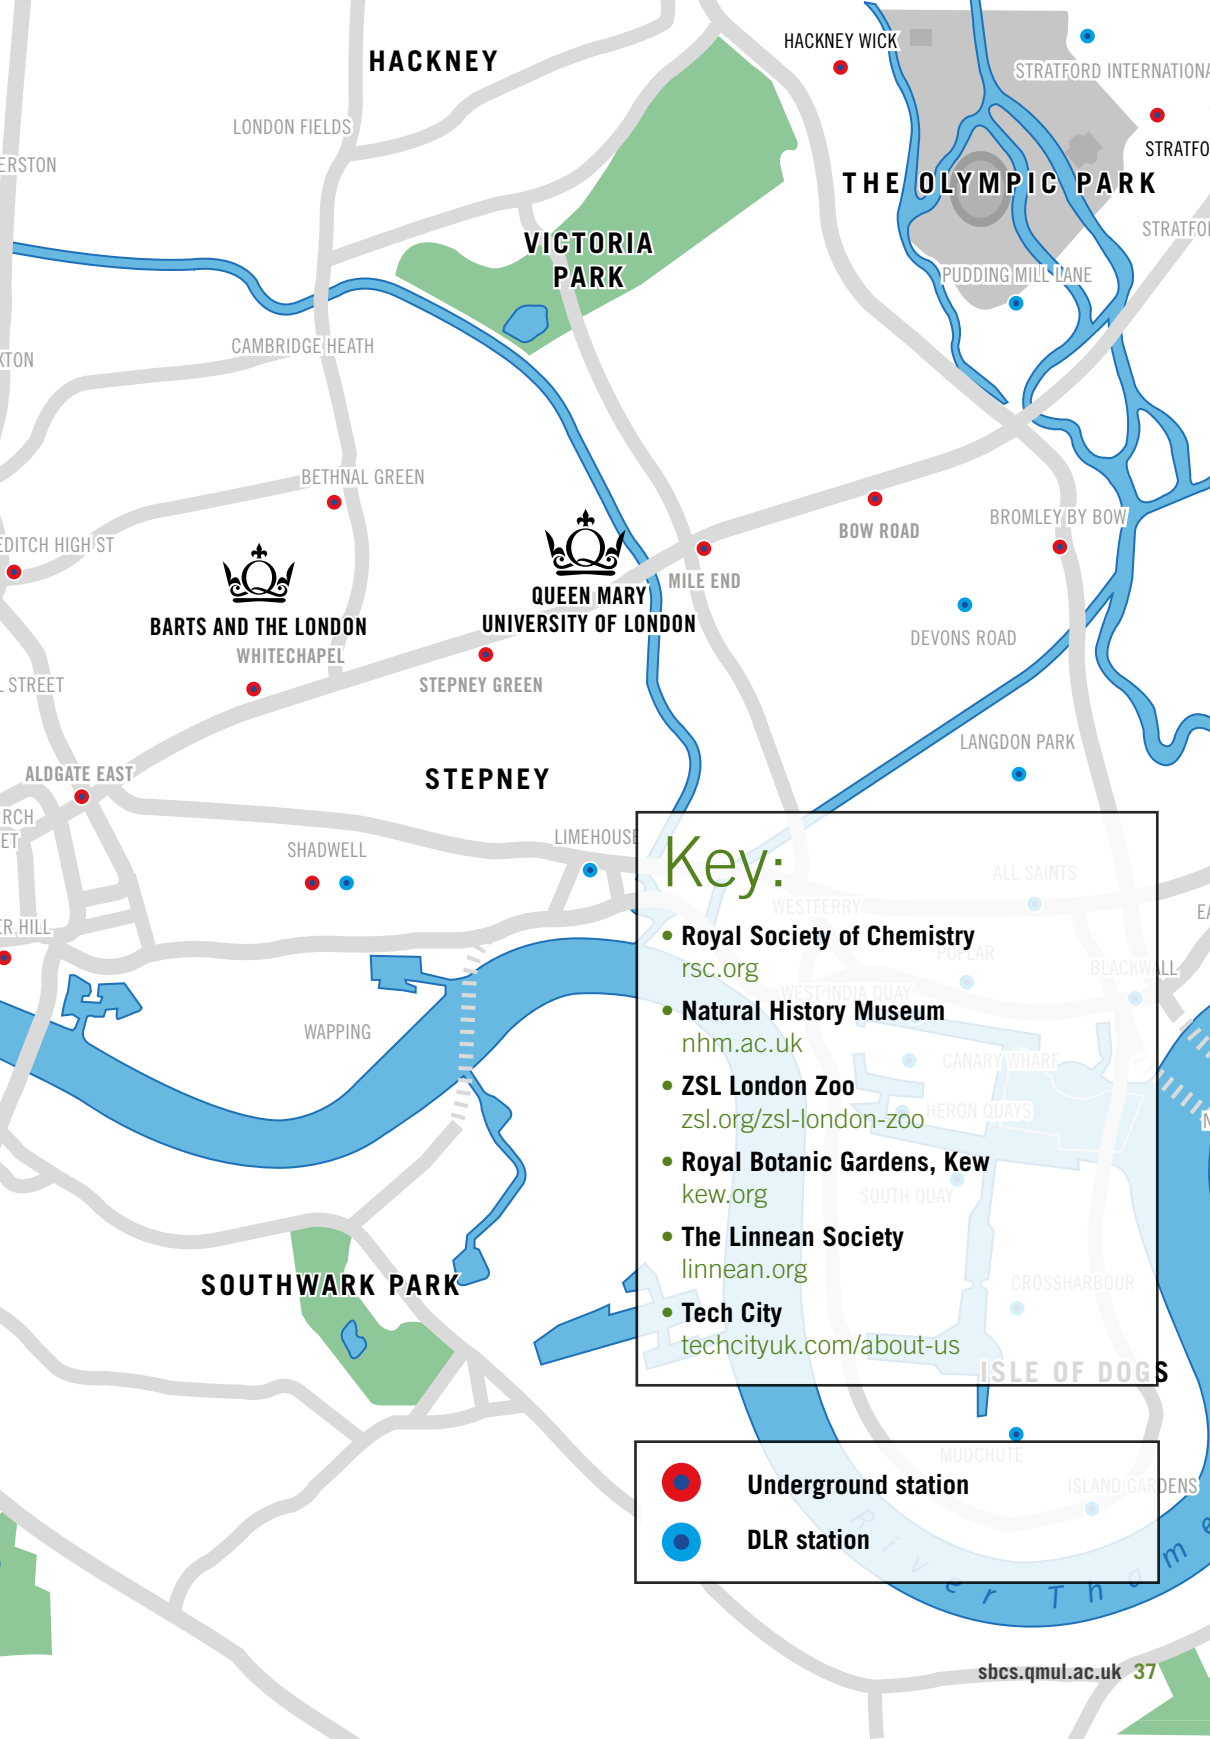 HACKNEY
HACKNEY WICK
STRATFORD INTERNATIONA
LONDON FIELDS
STRATFO
ERSTON
THE OLYMPIC PARK
STRATFOR
VICTORIA
PARK
PUDDING MILL LANE
CAMBRIDGE HEATH
XTON
BETHNAL GREEN
BROMLEY BY BOW
BOW ROAD
EDITCH HIGH ST
MILE END
QUEEN MARY
UNIVERSITY OF LONDON
BARTS AND THE LONDON
WHITECHAPEL
DEVONS ROAD
L STREET
STEPNEY GREEN
LANGDON PARK
ALDGATE EAST
STEPNEY
RCH
ET
LIMEHOUSE
SHADWELL
ER HILL
WAPPING
SOUTHWARK PARK
Key:
ALL SAINTS
WESTFERRY
EA
• Royal Society of Chemistry
rsc.org
POPLAR
BLACKWALL
WEST INDIA QUAY
• Natural History Museum
nhm.ac.uk
CANARY WHARF
• ZSL London Zoo
zsl.org/zsl-london-zoo
HERON QUAYS
N
• Royal Botanic Gardens, Kew
kew.org
SOUTH QUAY
• The Linnean Society
linnean.org
CROSSHARBOUR
• Tech City
techcityuk.com/about-us
ISLE OF DOGS
MUDCHUTE
ISLAND GARDENS
Underground station
DLR station
River Thame
sbcs.qmul.ac.uk 37